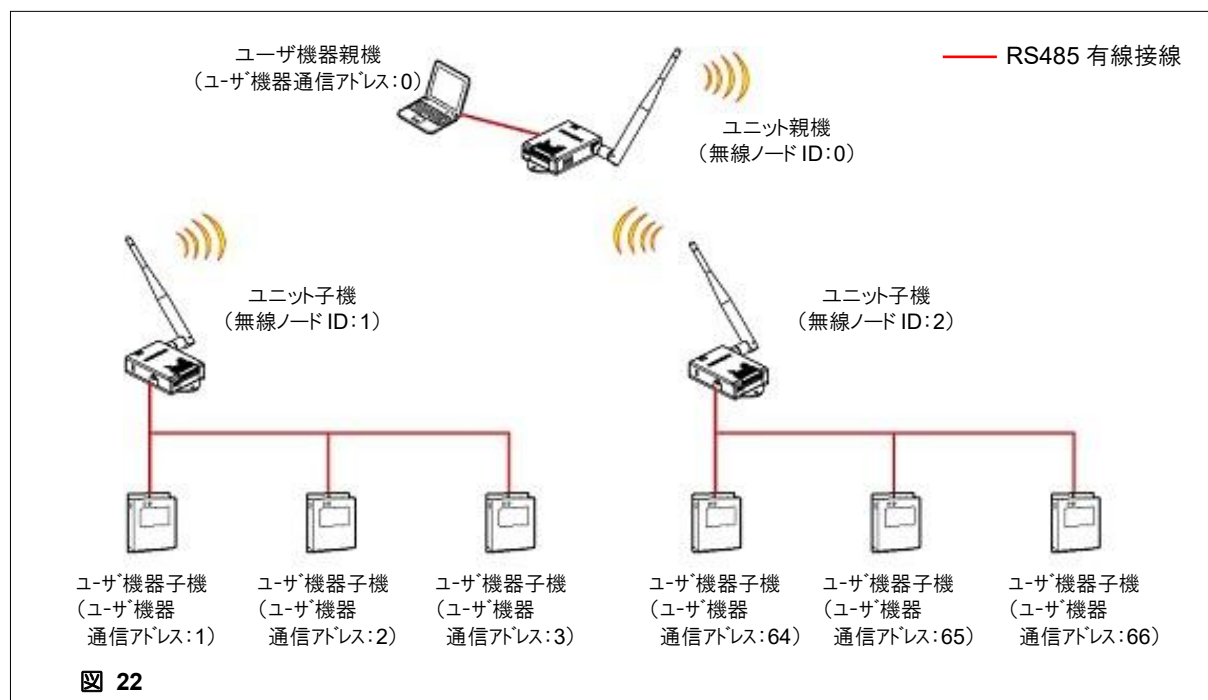 ユーザ機器親機
（ユーザ機器通信アドレス：0）
RS485 有線接線
ユニット親機
（無線ノード ID：0）
ユニット子機
（無線ノード ID：1）
ユニット子機
（無線ノード ID：2）
ユーザ機器子機
（ユーザ機器
通信アドレス：1）
ユーザ機器子機
（ユーザ機器
通信アドレス：2）
ユーザ機器子機
（ユーザ機器
通信アドレス：3）
ユーザ機器子機
（ユーザ機器
通信アドレス：64）
ユーザ機器子機
（ユーザ機器
通信アドレス：65）
ユーザ機器子機
（ユーザ機器
通信アドレス：66）
図 22